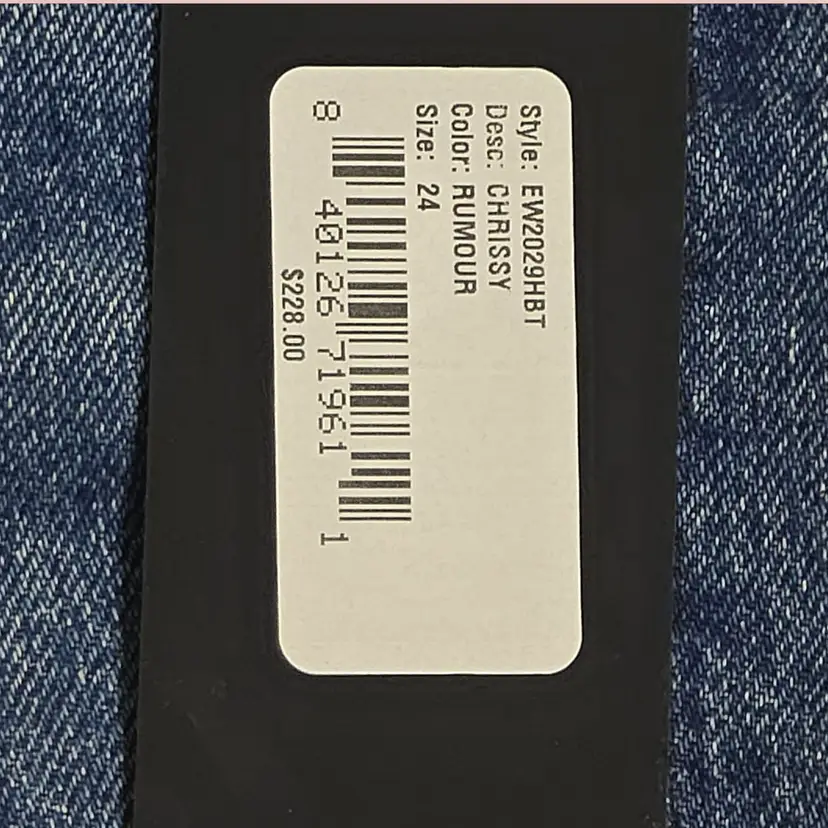 Style: EW2029HBT
Desc: CHRISSY
Color: RUMOUR
Size: 24
8 40126 71961 1
$228.00